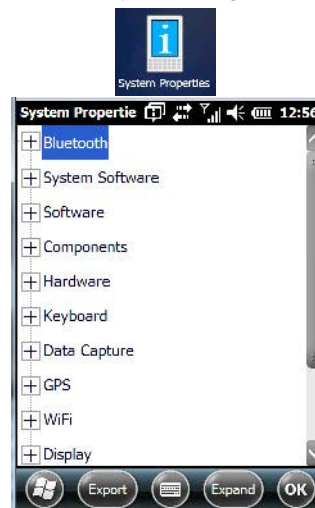 System Properties
System Propertie 12:56
Bluetooth
System Software
Software
Components
Hardware
Keyboard
Data Capture
GPS
WiFi
Display
Export Expand OK